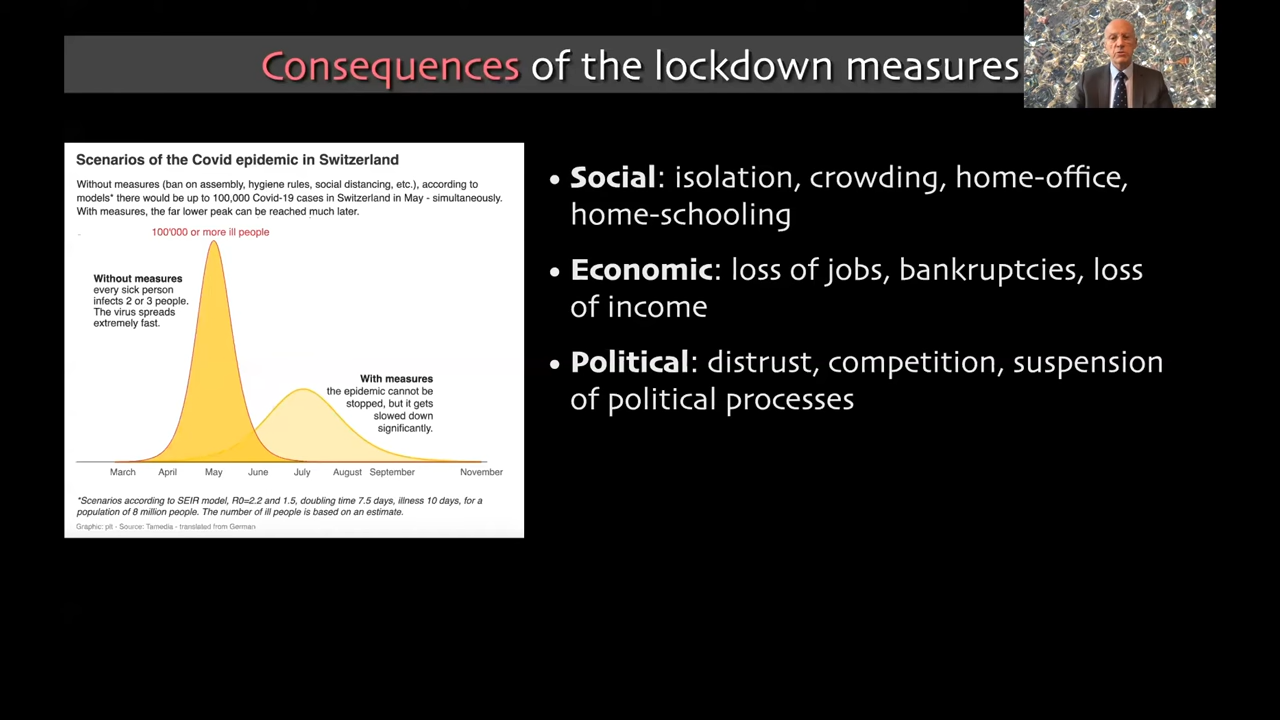 Consequences of the lockdown measures
Scenarios of the Covid epidemic in Switzerland
Without measures (ban on assembly, hygiene rules, social distancing, etc.), according to
models* there would be up to 100,000 Covid-19 cases in Switzerland in May - simultaneously.
With measures, the far lower peak can be reached much later.
100'000 or more ill people
Without measures
every sick person
infects 2 or 3 people.
The virus spreads
extremely fast.
With measures
the epidemic cannot be
stopped, but it gets
slowed down
significantly.
March April May June July August September November
*Scenarios according to SEIR model, R0=2.2 and 1.5, doubling time 7.5 days, illness 10 days, for a
population of 8 million people. The number of ill people is based on an estimate.
Graphic: plt - Source: Tamedia - translated from German
• Social: isolation, crowding, home-office,
home-schooling
• Economic: loss of jobs, bankruptcies, loss
of income
• Political: distrust, competition, suspension
of political processes